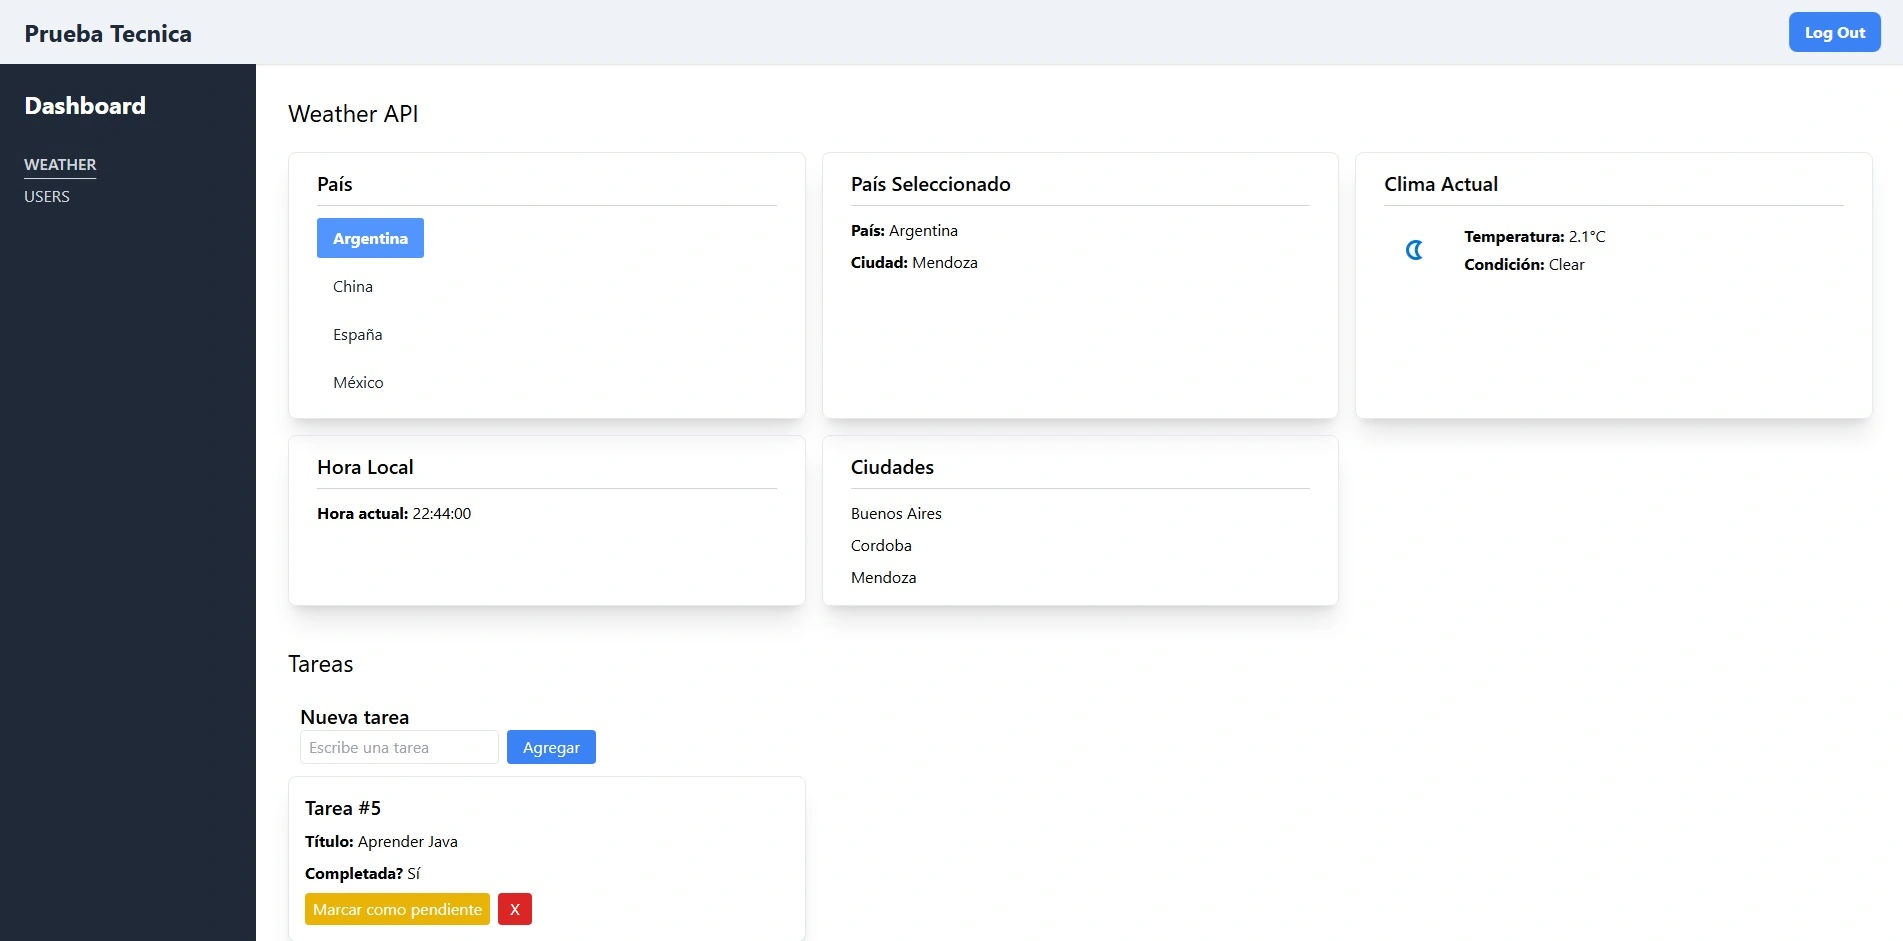 Prueba Tecnica
Log Out
Dashboard
WEATHER
USERS
Weather API
País
Argentina
China
España
México
País Seleccionado
País: Argentina
Ciudad: Mendoza
Clima Actual
Temperatura: 2.1°C
Condición: Clear
Hora Local
Hora actual: 22:44:00
Ciudades
Buenos Aires
Cordoba
Mendoza
Tareas
Nueva tarea
Escribe una tarea
Agregar
Tarea #5
Título: Aprender Java
Completada? Sí
Marcar como pendiente
X